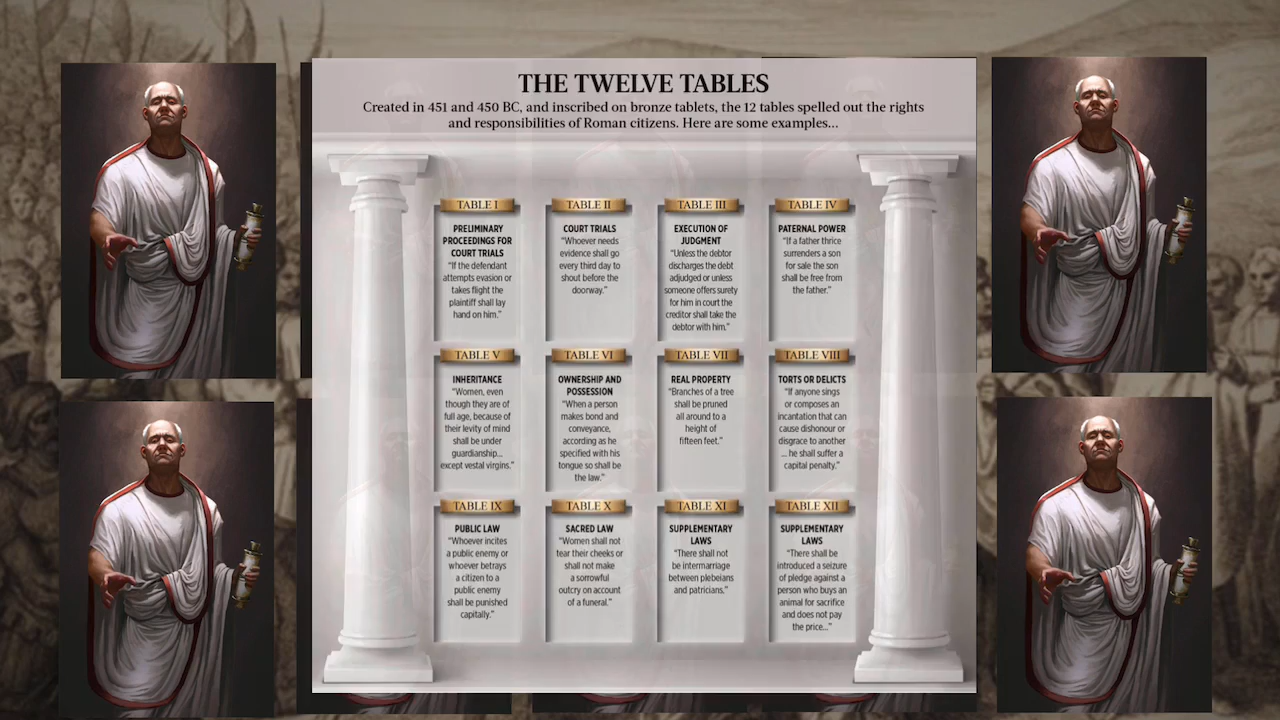 THE TWELVE TABLES
Created in 451 and 450 BC, and inscribed on bronze tablets, the 12 tables spelled out the rights
and responsibilities of Roman citizens. Here are some examples...
TABLE I
PRELIMINARY
PROCEEDINGS FOR
COURT TRIALS
“If the defendant
attempts evasion or
takes flight the
plaintiff shall lay
hand on him.”
TABLE II
COURT TRIALS
“Whoever needs
evidence shall go
every third day to
shout before the
doorway.”
TABLE III
EXECUTION OF
JUDGMENT
“Unless the debtor
discharges the debt
adjudged or unless
someone offers surety
for him in court the
creditor shall take the
debtor with him.”
TABLE IV
PATERNAL POWER
“If a father thrice
surrenders a son
for sale the son
shall be free from
the father.”
TABLE V
INHERITANCE
“Women, even
though they are of
full age, because of
their levity of mind
shall be under
guardianship...
except vestal virgins.”
TABLE VI
OWNERSHIP AND
POSSESSION
“When a person
makes bond and
conveyance,
according as he
specified with his
tongue so shall be
the law.”
TABLE VII
REAL PROPERTY
“Branches of a tree
shall be pruned
all around to a
height of
fifteen feet.”
TABLE VIII
TORTS OR DELICTS
“If anyone sings
or composes an
incantation that can
cause dishonour or
disgrace to another
... he shall suffer a
capital penalty.”
TABLE IX
PUBLIC LAW
“Whoever incites
a public enemy or
whoever betrays
a citizen to a
public enemy
shall be punished
capitally.”
TABLE X
SACRED LAW
“Women shall not
tear their cheeks or
shall not make
a sorrowful
outcry on account
of a funeral.”
TABLE XI
SUPPLEMENTARY
LAWS
“There shall not
be intermarriage
between plebeians
and patricians.”
TABLE XII
SUPPLEMENTARY
LAWS
“There shall be
introduced a seizure
of pledge against a
person who buys an
animal for sacrifice
and does not pay
the price...”